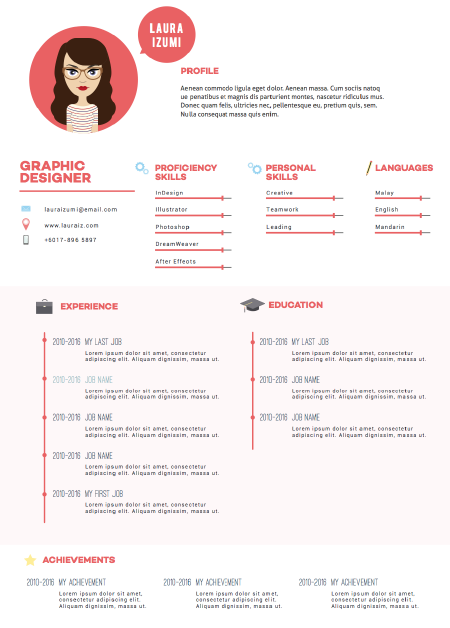 LAURA
IZUMI
PROFILE
Aenean commodo ligula eget dolor. Aenean massa. Cum sociis natoq
ue penatibus et magnis dis parturient montes, nascetur ridiculus mus.
Donec quam felis, ultricies nec, pellentesque eu, pretium quis, sem.
Nulla consequat massa quis enim.
GRAPHIC
DESIGNER
lauraizumi@email.com
www.lauraiz.com
+6017-896 5897
PROFICIENCY
SKILLS
InDesign
Illustrator
Photoshop
DreamWeaver
After Effects
PERSONAL
SKILLS
Creative
Teamwork
Leading
LANGUAGES
Malay
English
Mandarin
EXPERIENCE
2010-2016 MY LAST JOB
Lorem ipsum dolor sit amet, consectetur
adipiscing elit. Aliquam dignissim, massa ut.
2010-2016 JOB NAME
Lorem ipsum dolor sit amet, consectetur
adipiscing elit. Aliquam dignissim, massa ut.
2010-2016 JOB NAME
Lorem ipsum dolor sit amet, consectetur
adipiscing elit. Aliquam dignissim, massa ut.
2010-2016 JOB NAME
Lorem ipsum dolor sit amet, consectetur
adipiscing elit. Aliquam dignissim, massa ut.
2010-2016 MY FIRST JOB
Lorem ipsum dolor sit amet, consectetur
adipiscing elit. Aliquam dignissim, massa ut.
EDUCATION
2010-2016 MY LAST JOB
Lorem ipsum dolor sit amet, consectetur
adipiscing elit. Aliquam dignissim, massa ut.
2010-2016 JOB NAME
Lorem ipsum dolor sit amet, consectetur
adipiscing elit. Aliquam dignissim, massa ut.
2010-2016 JOB NAME
Lorem ipsum dolor sit amet, consectetur
adipiscing elit. Aliquam dignissim, massa ut.
ACHIEVEMENTS
2010-2016 MY ACHIEVEMENT
Lorem ipsum dolor sit amet,
consectetur adipiscing elit.
Aliquam dignissim, massa ut.
2010-2016 MY ACHIEVEMENT
Lorem ipsum dolor sit amet,
consectetur adipiscing elit.
Aliquam dignissim, massa ut.
2010-2016 MY ACHIEVEMENT
Lorem ipsum dolor sit amet,
consectetur adipiscing elit.
Aliquam dignissim, massa ut.